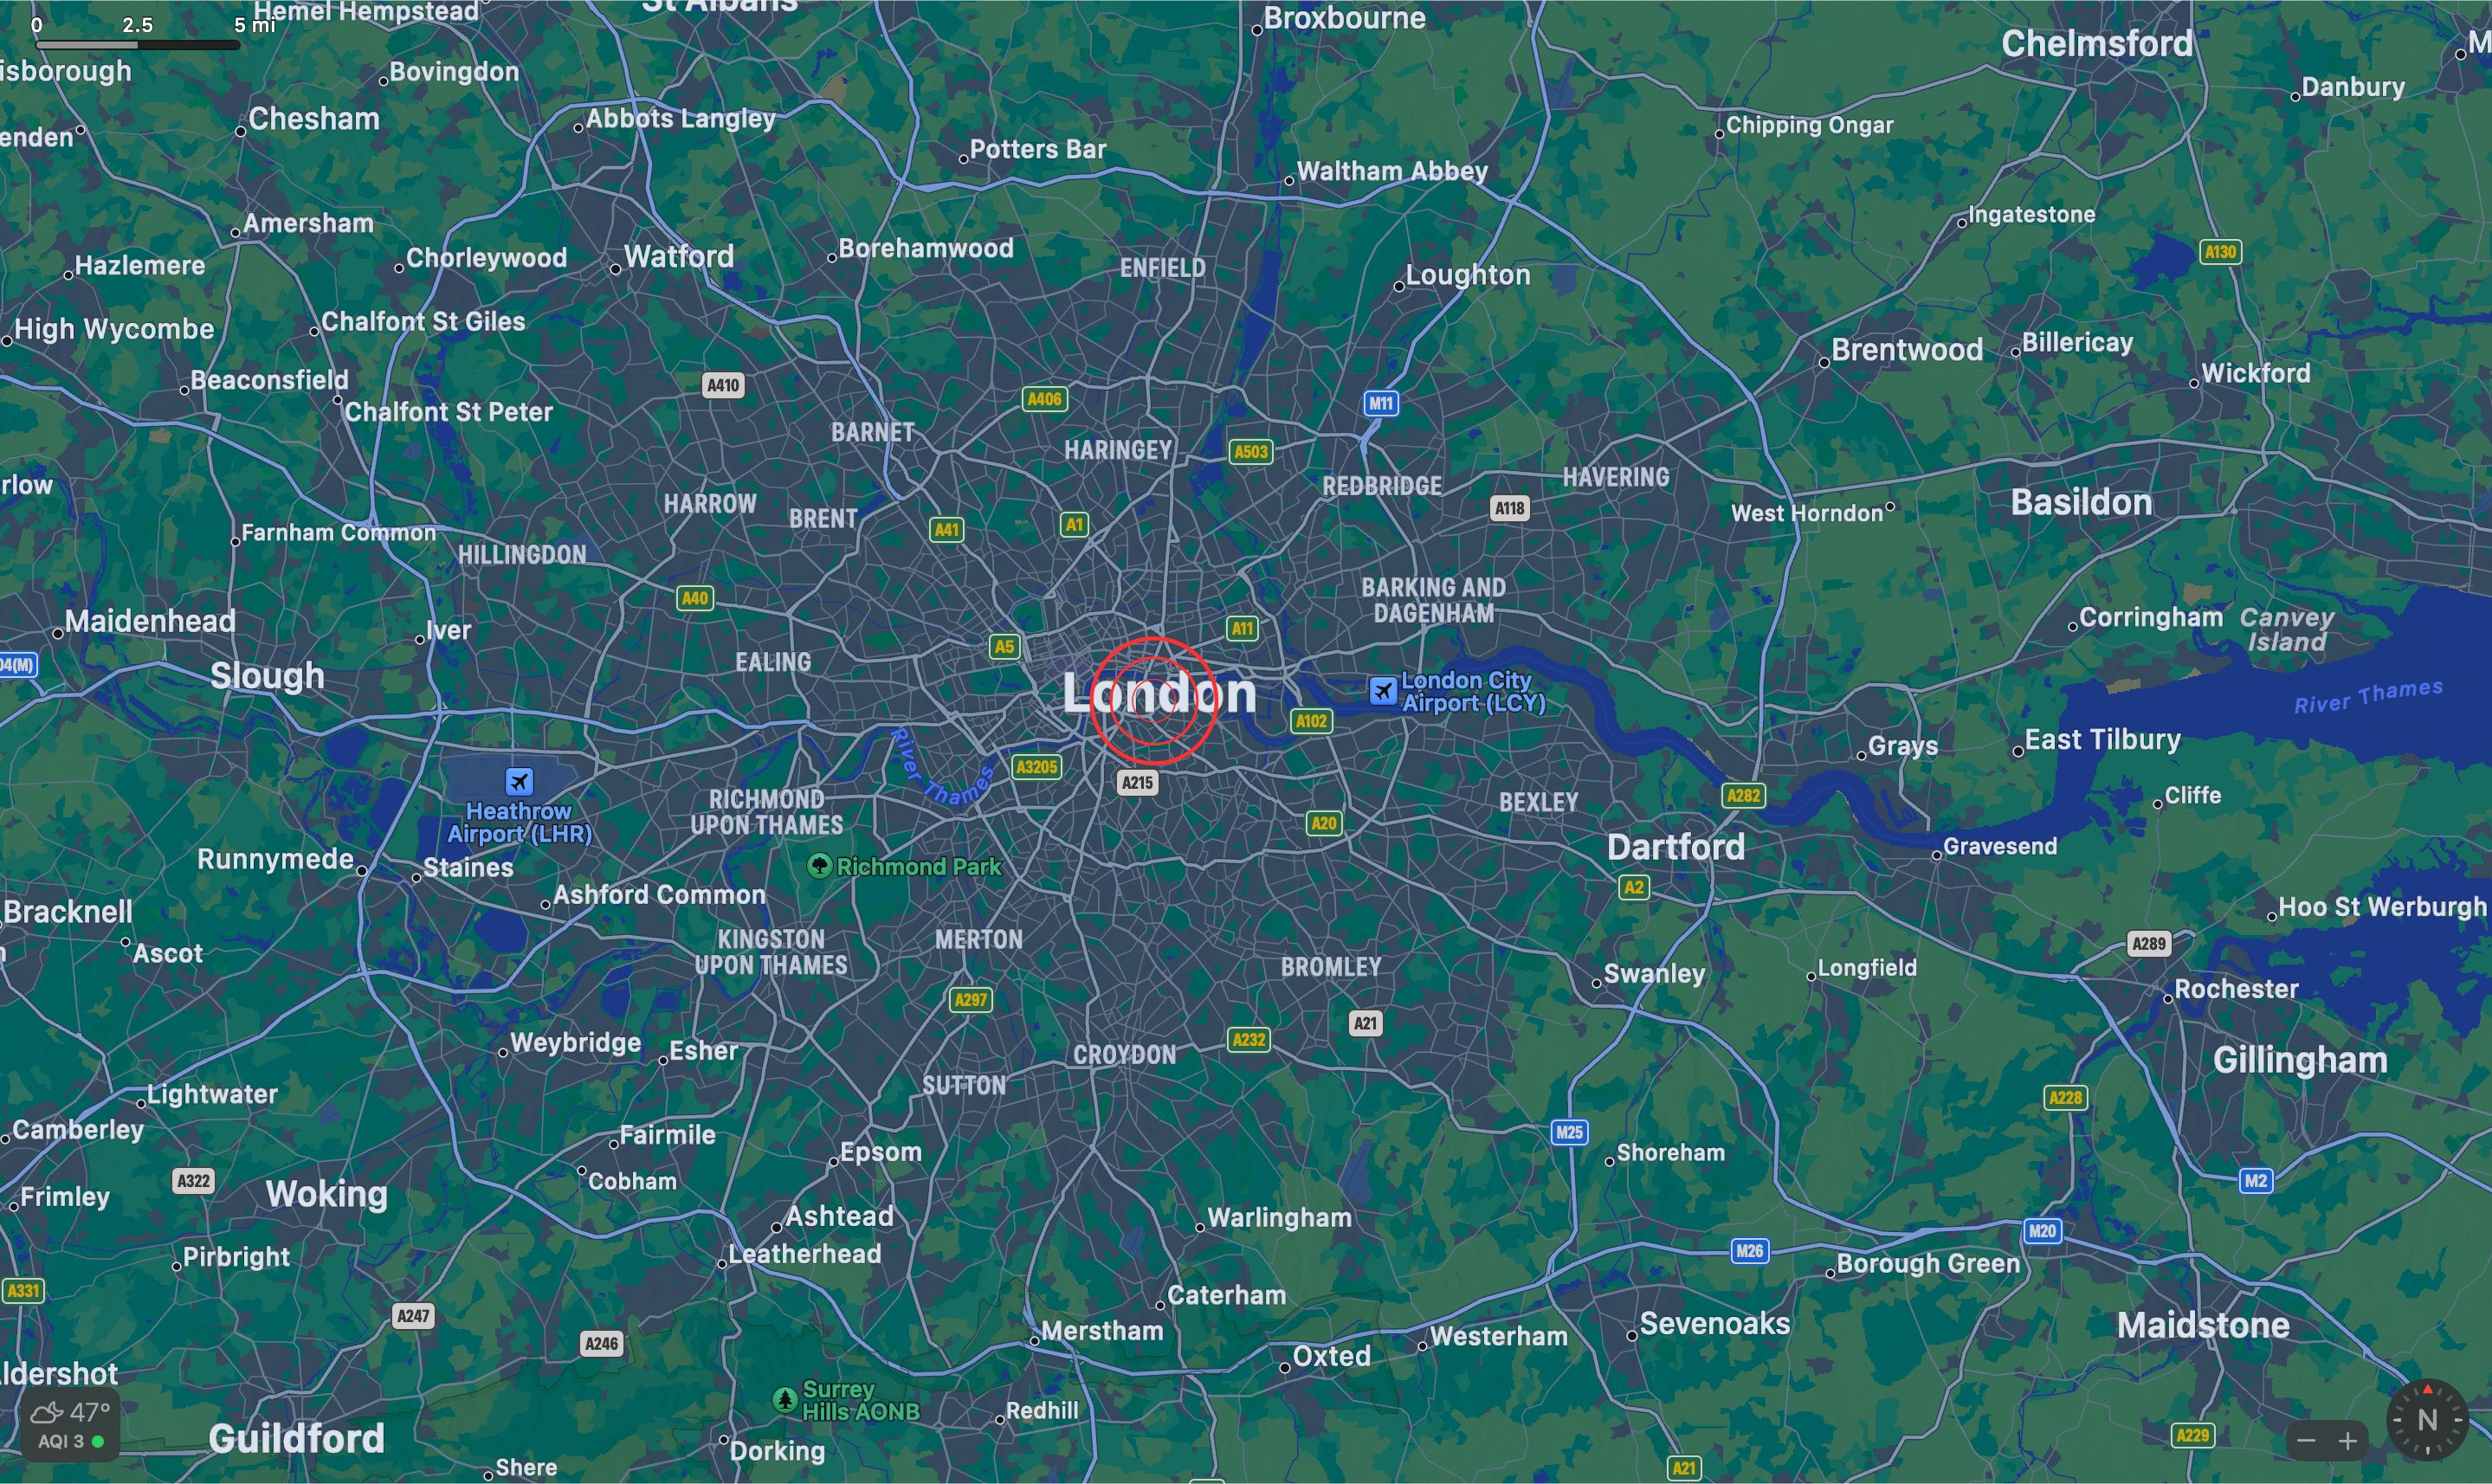 0 2.5 5 mi
Hemel Hempstead
St Albans
Broxbourne
Chelmsford
isborough
Bovingdon
Danbury
Chesham
Abbots Langley
Chipping Ongar
enden
Potters Bar
Waltham Abbey
Amersham
Ingatestone
Hazlemere
Chorleywood
Watford
Borehamwood
ENFIELD
Loughton
A130
High Wycombe
Chalfont St Giles
Brentwood
Billericay
Beaconsfield
A410
Wickford
Chalfont St Peter
A406
M11
BARNET
HARINGEY
A503
rlow
HARROW
BRENT
REDBRIDGE
HAVERING
A118
West Horndon
Basildon
Farnham Common
HILLINGDON
A41
A1
A40
BARKING AND
DAGENHAM
Maidenhead
Iver
A11
Corringham
Canvey
Island
04(M)
Slough
EALING
A5
London
London City
Airport (LCY)
River Thames
A102
Grays
East Tilbury
River Thames
A3205
A215
Heathrow
Airport (LHR)
RICHMOND
UPON THAMES
BEXLEY
A282
Cliffe
A20
Runnymede
Staines
Richmond Park
Dartford
Gravesend
Ashford Common
A2
Bracknell
Ascot
Hoo St Werburgh
KINGSTON
UPON THAMES
MERTON
BROMLEY
A289
Swanley
Longfield
Rochester
A297
A21
Weybridge
Esher
A232
CROYDON
Gillingham
Lightwater
SUTTON
A228
Camberley
Fairmile
M25
Epsom
Shoreham
A322
Cobham
M2
Frimley
Woking
Ashtead
Warlingham
M20
Pirbright
Leatherhead
M26
Borough Green
A331
A247
Caterham
A246
Merstham
Westerham
Sevenoaks
Maidstone
ldershot
Oxted
Surrey
Hills AONB
47°
AQI 3
Guildford
Redhill
N
Dorking
A229
Shere
A21